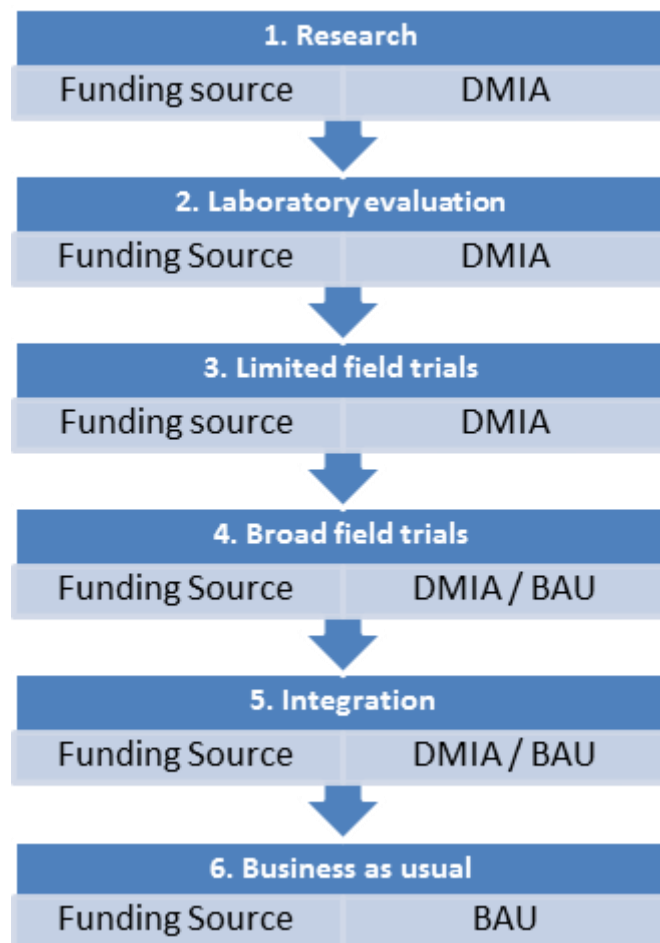 1. Research
Funding source DMIA
2. Laboratory evaluation
Funding Source DMIA
3. Limited field trials
Funding source DMIA
4. Broad field trials
Funding Source DMIA / BAU
5. Integration
Funding Source DMIA / BAU
6. Business as usual
Funding Source BAU